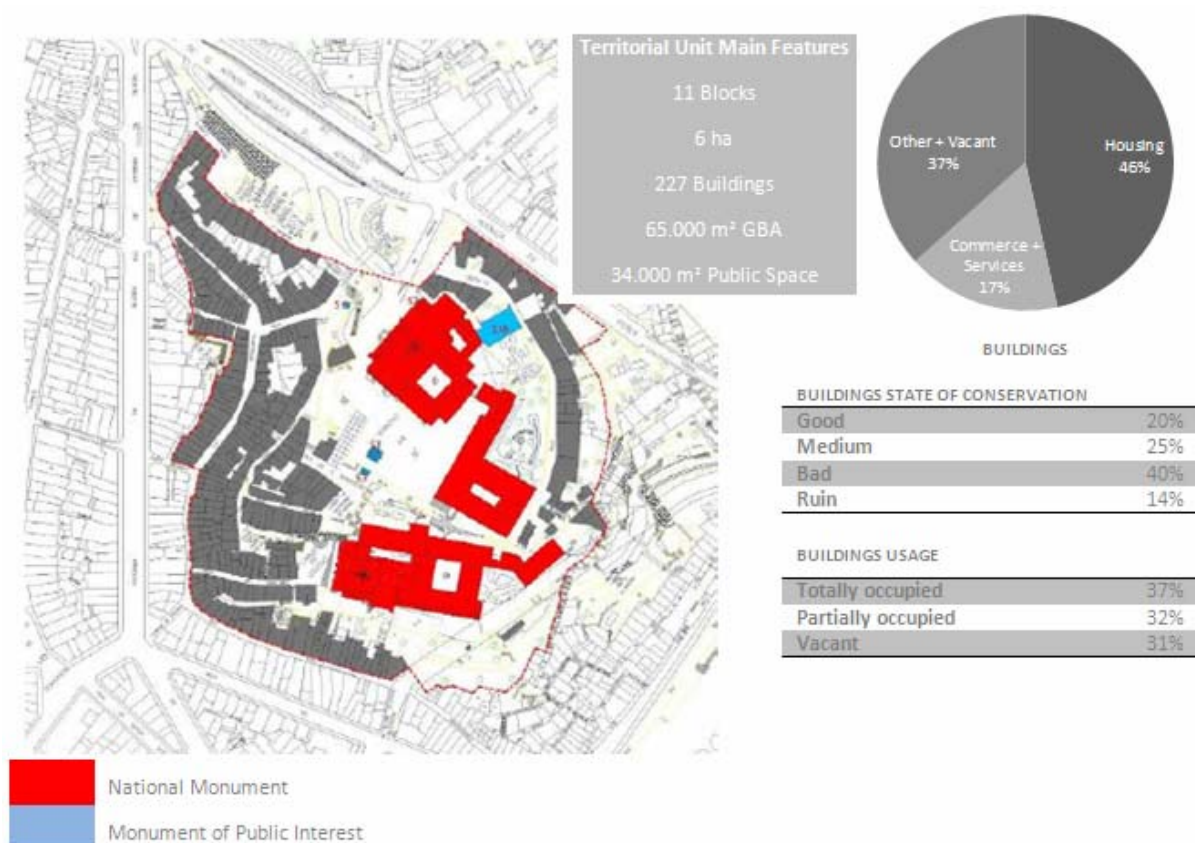 Territorial Unit Main Features
11 Blocks
6 ha
227 Buildings
65.000 m² GBA
34.000 m² Public Space
Other + Vacant
37%
Housing
46%
Commerce +
Services
17%
BUILDINGS
BUILDINGS STATE OF CONSERVATION
Good 20%
Medium 25%
Bad 40%
Ruin 14%
BUILDINGS USAGE
Totally occupied 37%
Partially occupied 32%
Vacant 31%
National Monument
Monument of Public Interest